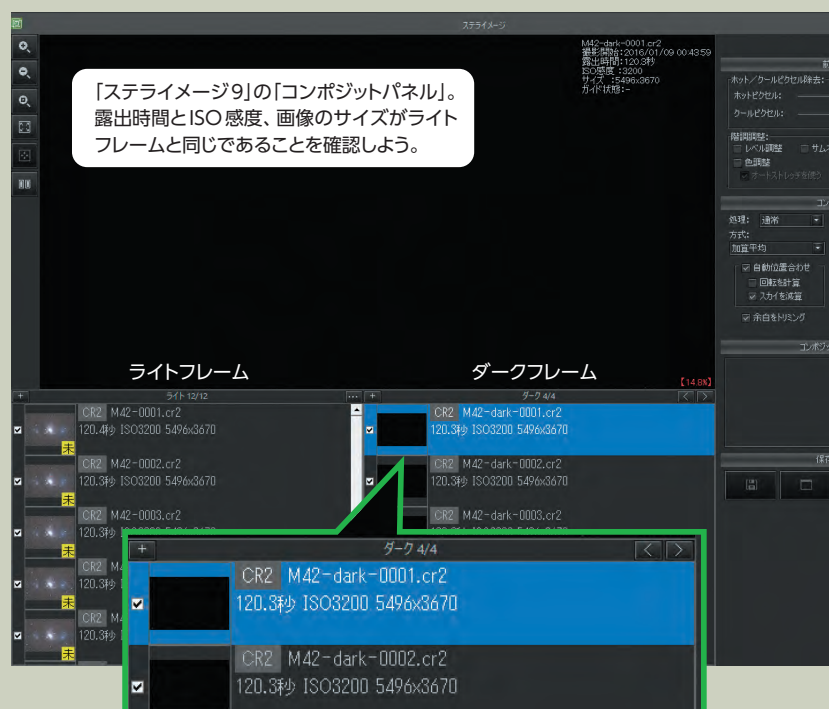 ステライメージ
M42-dark-0001.cr2
撮影開始:2016/01/09 00:43:59
露出時間:120.3秒
ISO感度 :3200
サイズ :5496x3670
ガイド状態:-
「ステライメージ9」の「コンポジットパネル」。
露出時間とISO感度、画像のサイズがライト
フレームと同じであることを確認しよう。
ホット/クールピクセル除去:
ホットピクセル:
クールピクセル:
階調調整:
レベル調整
色調整
オートストレッチを使う
処理: 通常
方式:
加算平均
自動位置合わせ
回転を計算
スカイを減算
余白をトリミング
ライトフレーム
ダークフレーム
【14.8%】
+ ライト 12/12 ...
CR2 M42-0001.cr2
120.4秒 ISO3200 5496x3670
未
CR2 M42-0002.cr2
120.3秒 ISO3200 5496x3670
未
CR2 M42-0003.cr2
120.3秒 ISO3200 5496x3670
未
CR2
120.3秒
未
CR2
120.3秒
未
+ ダーク 4/4 < >
CR2 M42-dark-0001.cr2
120.3秒 ISO3200 5496x3670
CR2 M42-dark-0002.cr2
120.3秒 ISO3200 5496x3670
CR2 M42-dark-0003.cr2
+ ダーク 4/4 < >
CR2 M42-dark-0001.cr2
120.3秒 ISO3200 5496x3670
CR2 M42-dark-0002.cr2
120.3秒 ISO3200 5496x3670